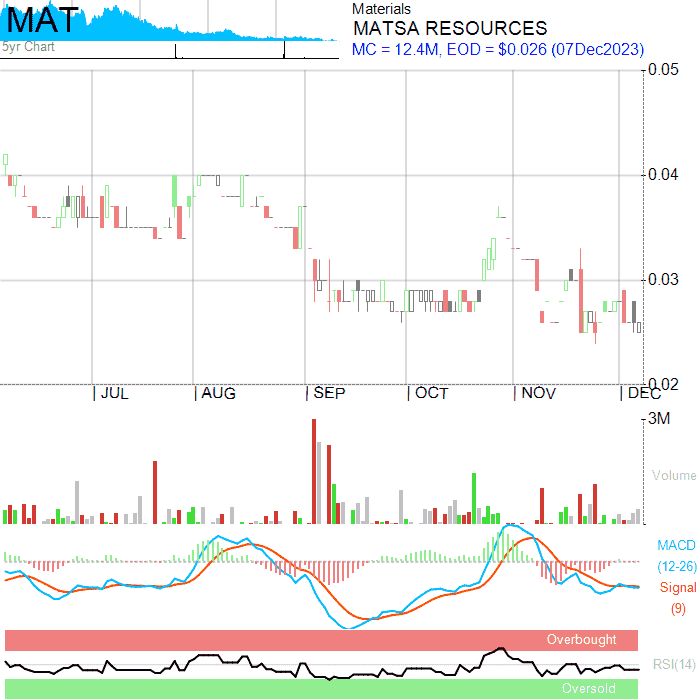 MAT
5yr Chart
Materials
MATSA RESOURCES
MC = 12.4M, EOD = $0.026 (07Dec2023)
0.05
0.04
0.03
0.02
JUL AUG SEP OCT NOV DEC
3M
Volume
MACD
(12-26)
Signal
(9)
Overbought
RSI(14)
Oversold